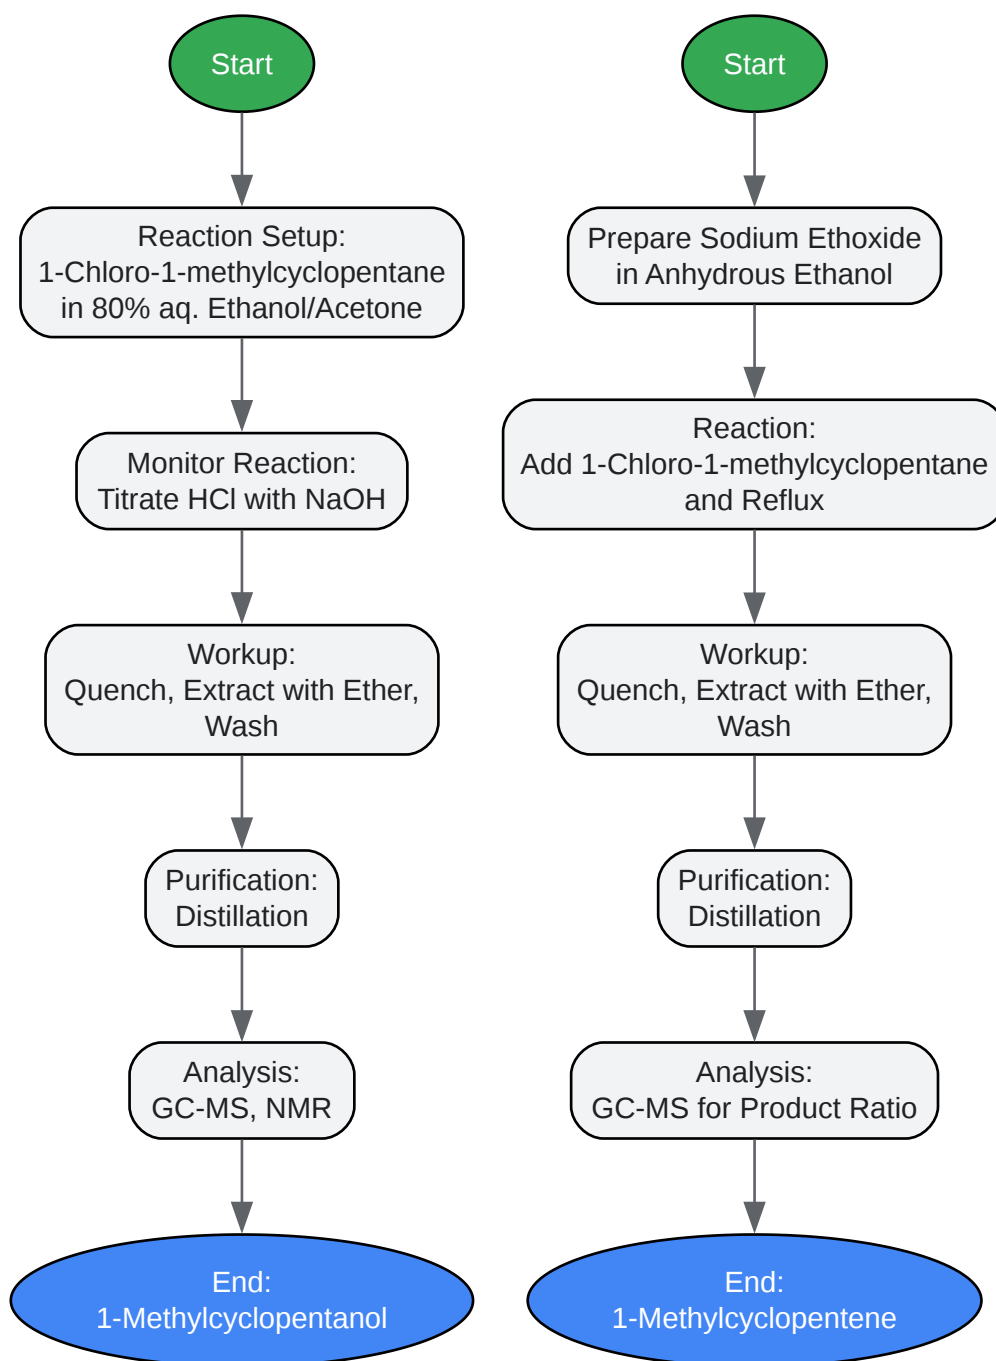 Start
Reaction Setup:
1-Chloro-1-methylcyclopentane
in 80% aq. Ethanol/Acetone
Monitor Reaction:
Titrate HCl with NaOH
Workup:
Quench, Extract with Ether,
Wash
Purification:
Distillation
Analysis:
GC-MS, NMR
End:
1-Methylcyclopentanol
Start
Prepare Sodium Ethoxide
in Anhydrous Ethanol
Reaction:
Add 1-Chloro-1-methylcyclopentane
and Reflux
Workup:
Quench, Extract with Ether,
Wash
Purification:
Distillation
Analysis:
GC-MS for Product Ratio
End:
1-Methylcyclopentene